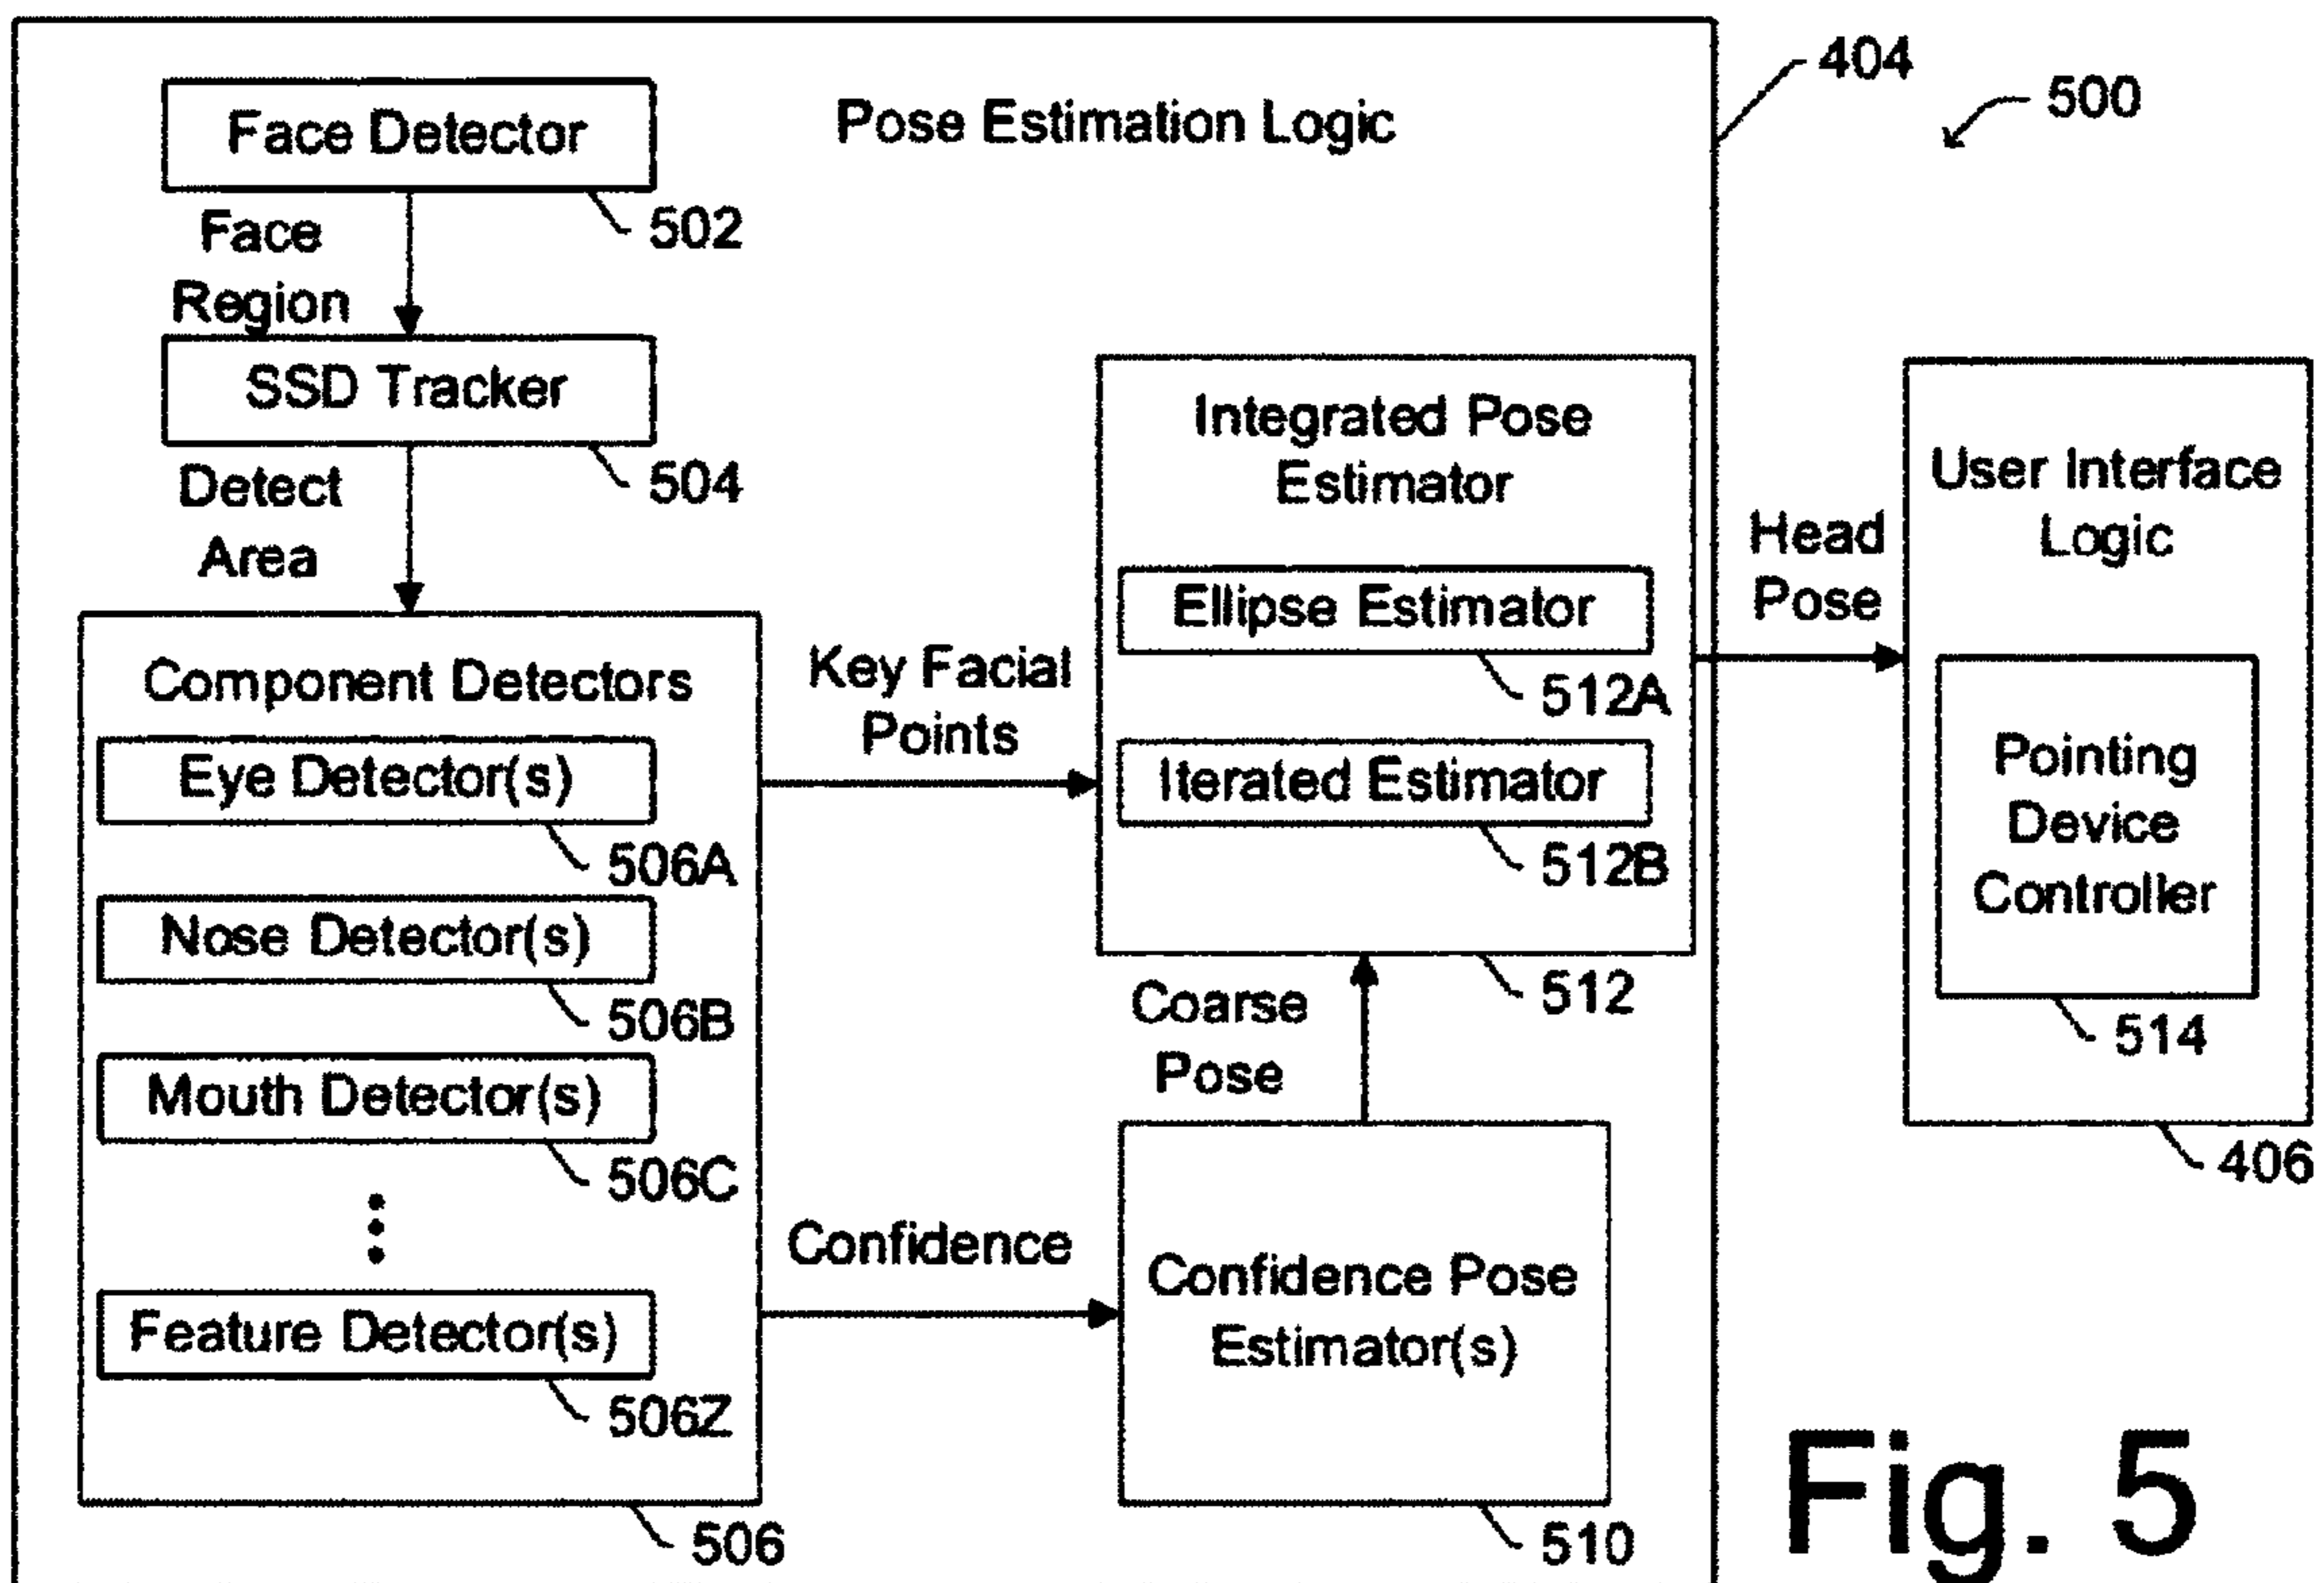 Pose Estimation Logic
404
500
Face Detector
502
Face
Region
SSD Tracker
504
Detect
Area
Component Detectors
Eye Detector(s)
506A
Nose Detector(s)
506B
Mouth Detector(s)
506C
Feature Detector(s)
506Z
506
Key Facial
Points
Confidence
Integrated Pose
Estimator
Ellipse Estimator
512A
Iterated Estimator
512B
512
Coarse
Pose
Confidence Pose
Estimator(s)
510
Head
Pose
User Interface
Logic
Pointing
Device
Controller
514
406
Fig. 5